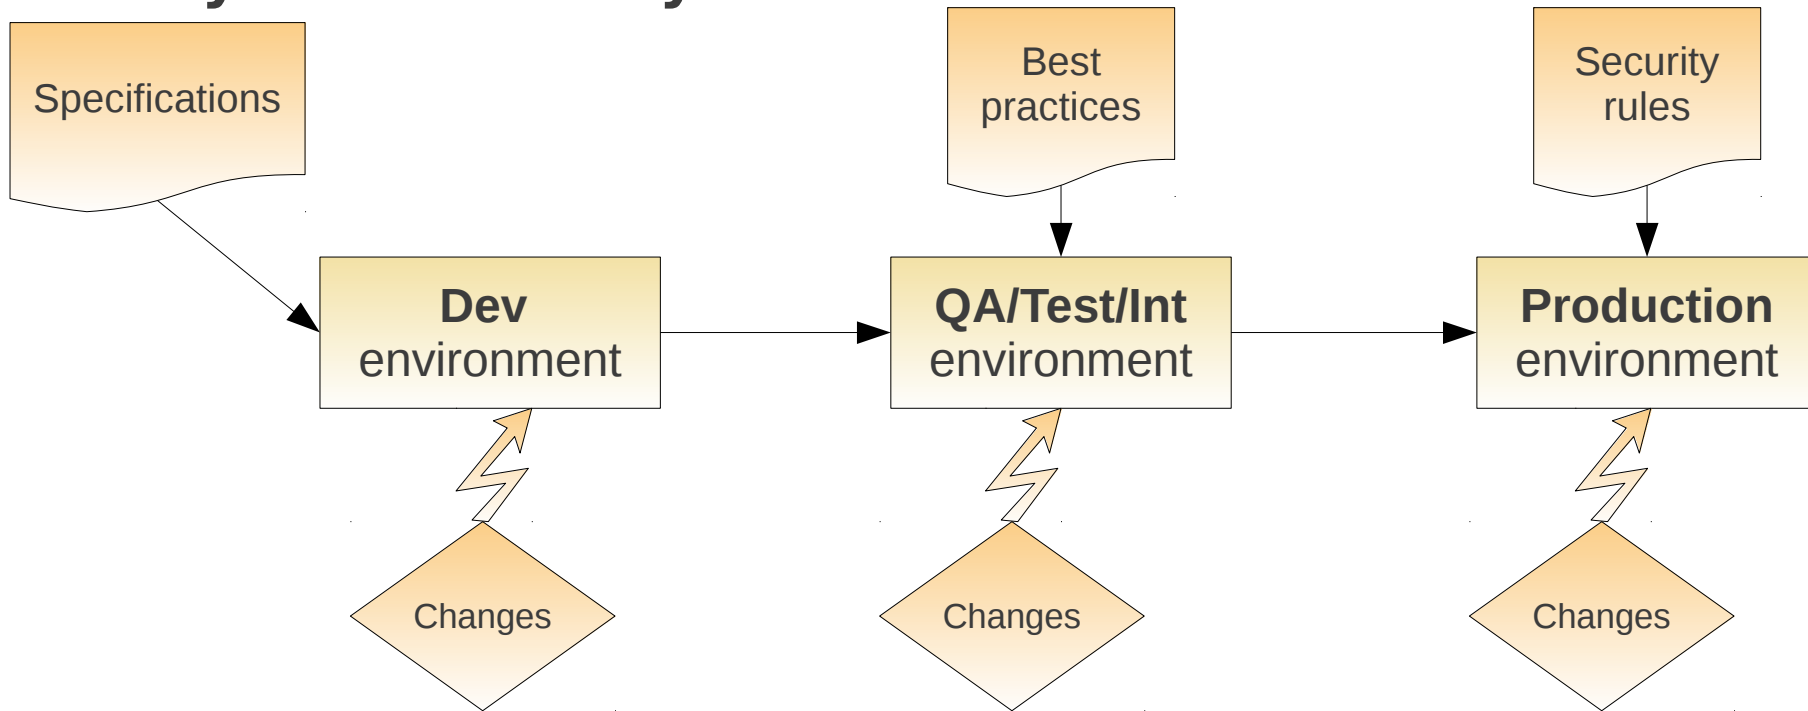 Specifications
Best
practices
Security
rules
Dev
environment
QA/Test/Int
environment
Production
environment
Changes
Changes
Changes